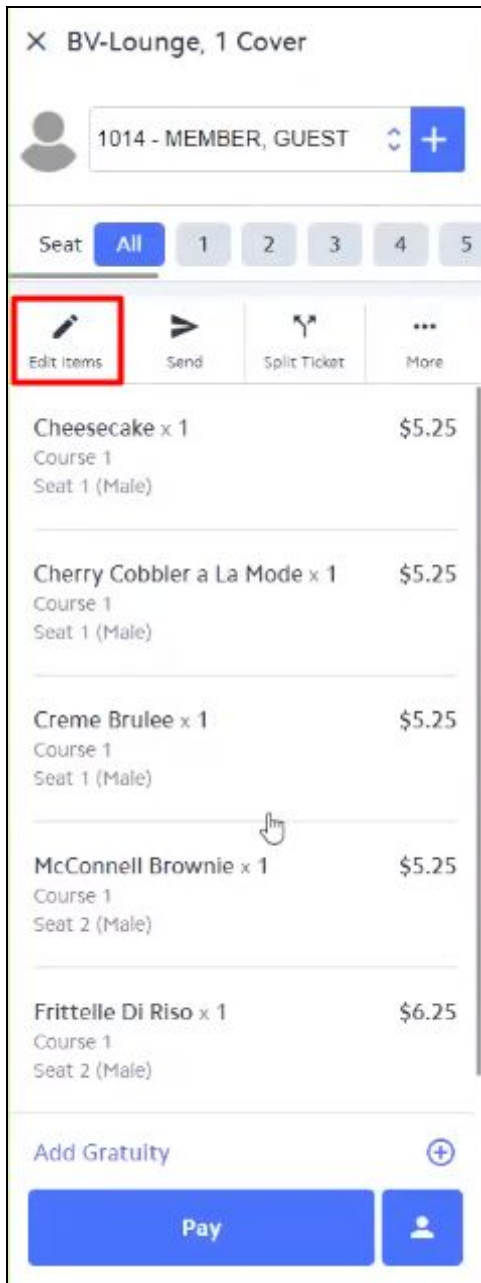 BV-Lounge, 1 Cover
1014 - MEMBER, GUEST
Seat All 1 2 3 4 5
Edit Items Send Split Ticket More
Cheesecake x 1 $5.25
Course 1
Seat 1 (Male)
Cherry Cobbler a La Mode x 1 $5.25
Course 1
Seat 1 (Male)
Creme Brulee x 1 $5.25
Course 1
Seat 1 (Male)
McConnell Brownie x 1 $5.25
Course 1
Seat 2 (Male)
Frittelle Di Riso x 1 $6.25
Course 1
Seat 2 (Male)
Add Gratuity
Pay